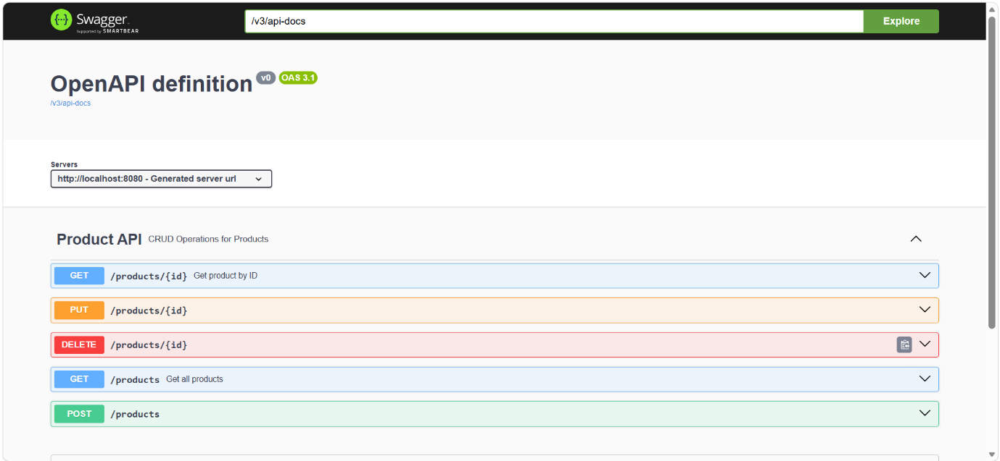 {...} Swagger.
Supported by SMARTBEAR
/v3/api-docs
Explore
OpenAPI definition v0 OAS 3.1
/v3/api-docs
Servers
http://localhost:8080 - Generated server url
Product API CRUD Operations for Products
GET /products/{id} Get product by ID
PUT /products/{id}
DELETE /products/{id}
GET /products Get all products
POST /products